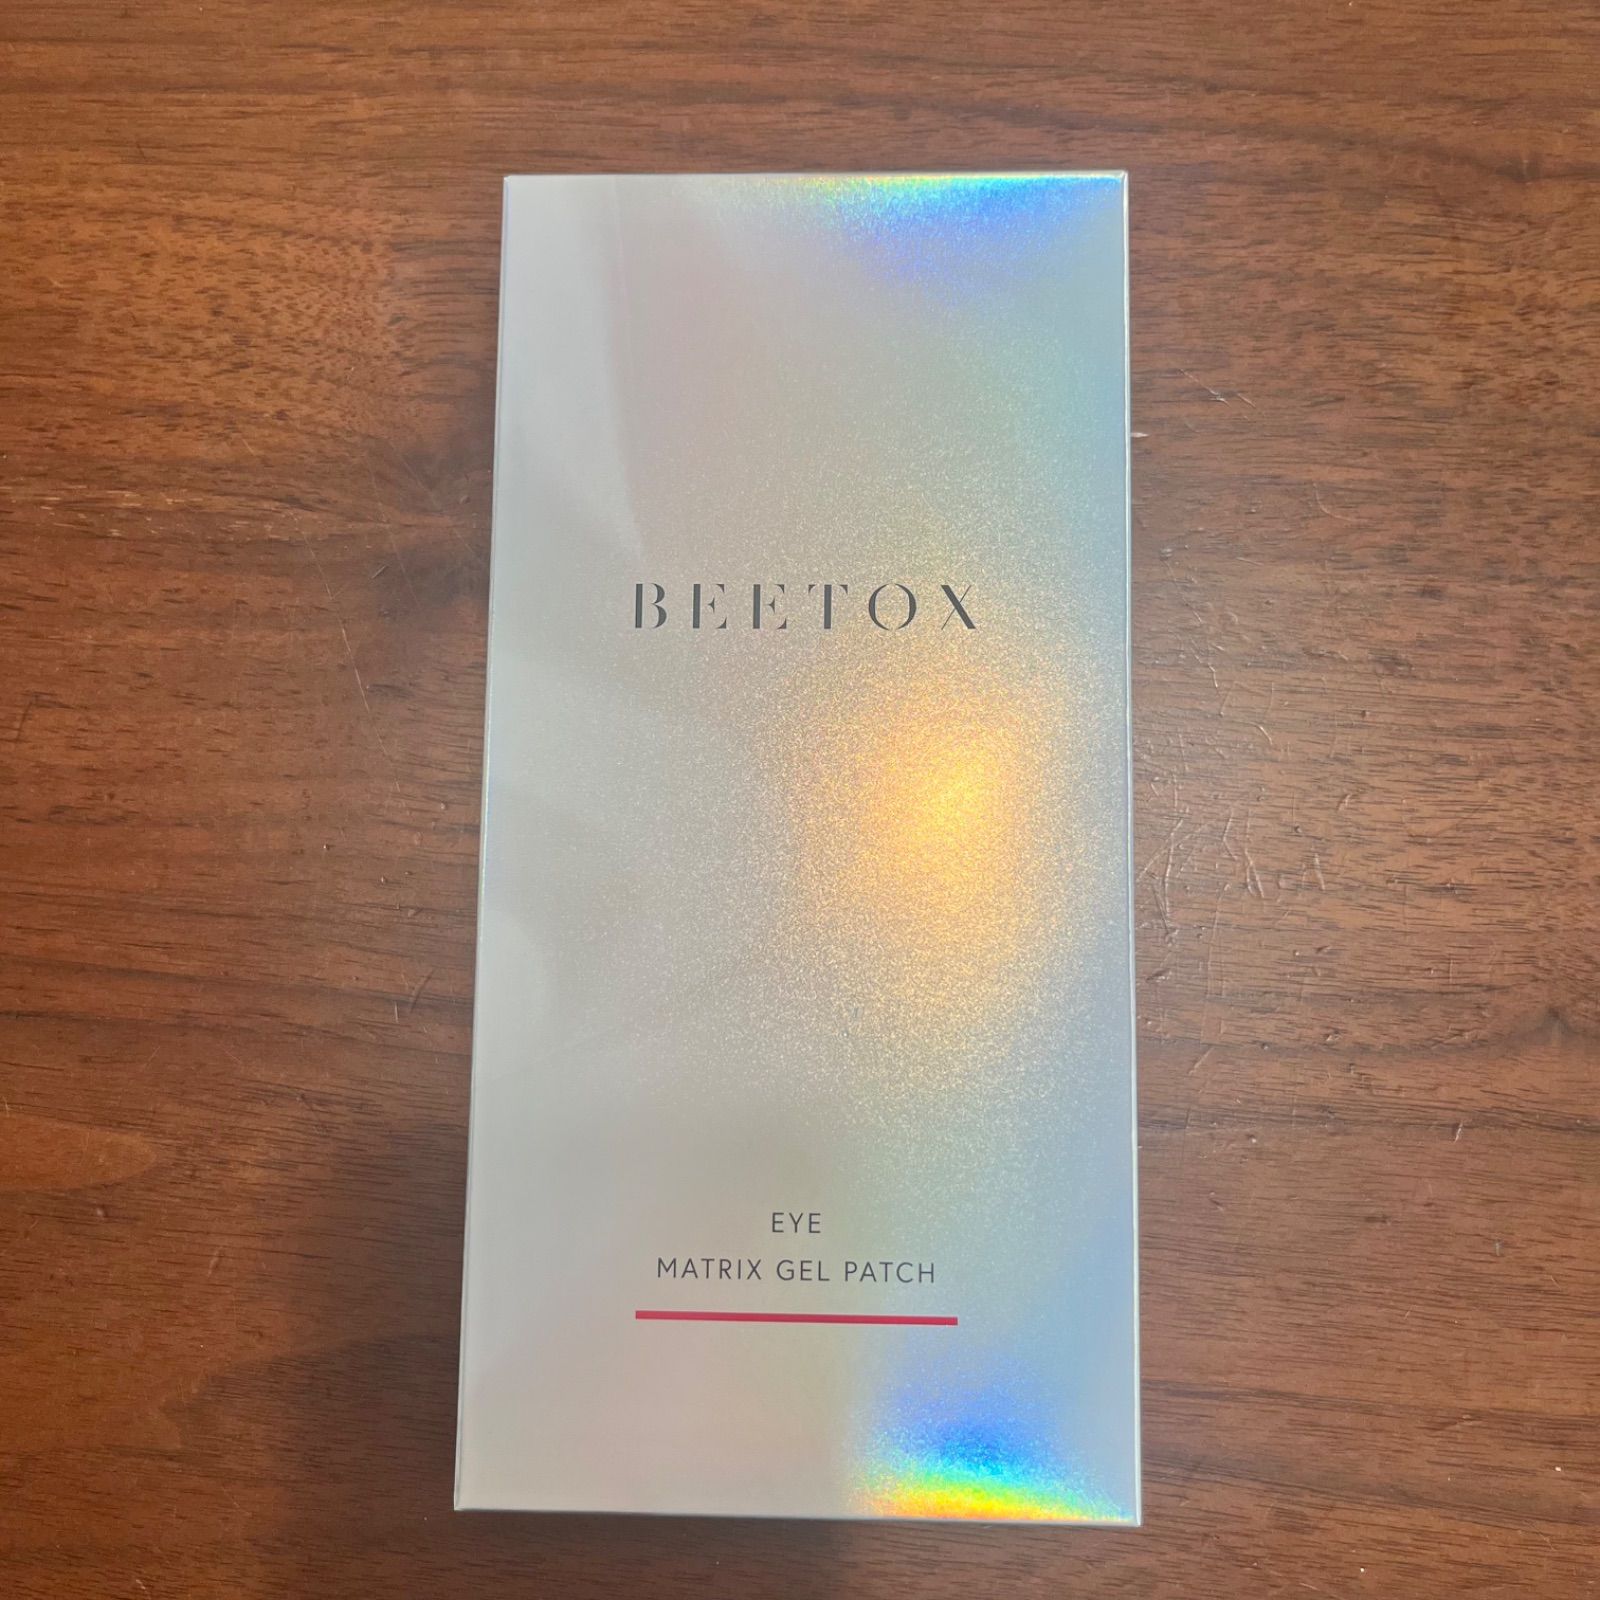 BEETOX
EYE
MATRIX GEL PATCH